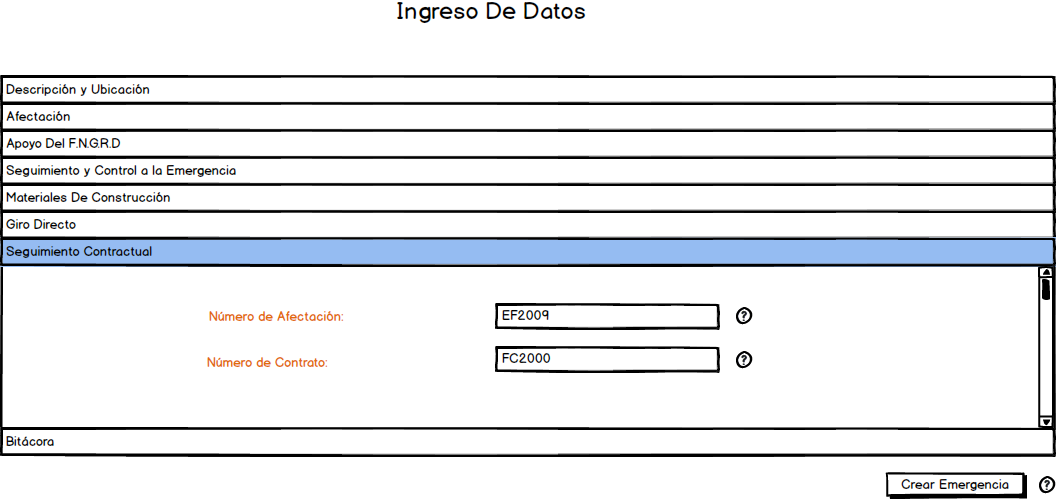 Ingreso De Datos
Descripción y Ubicación
Afectación
Apoyo Del F.N.G.R.D
Seguimiento y Control a la Emergencia
Materiales De Construcción
Giro Directo
Seguimiento Contractual
Número de Afectación: EF2009 ?
Número de Contrato: FC2000 ?
Bitácora
Crear Emergencia ?